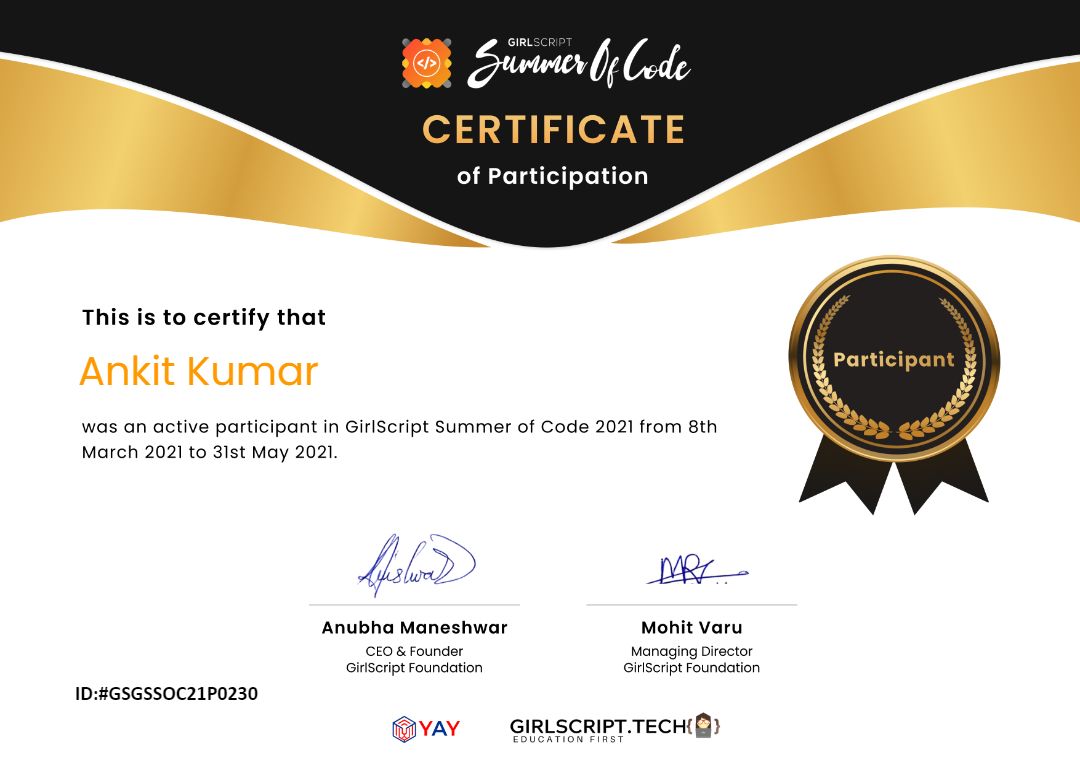 GIRLSCRIPT
Summer Of Code
CERTIFICATE
of Participation
This is to certify that
Ankit Kumar
was an active participant in GirlScript Summer of Code 2021 from 8th
March 2021 to 31st May 2021.
Participant
Anubha Maneshwar
CEO & Founder
GirlScript Foundation
Mohit Varu
Managing Director
GirlScript Foundation
ID:#GSGSSOC21P0230
YAY
GIRLSCRIPT.TECH
EDUCATION FIRST